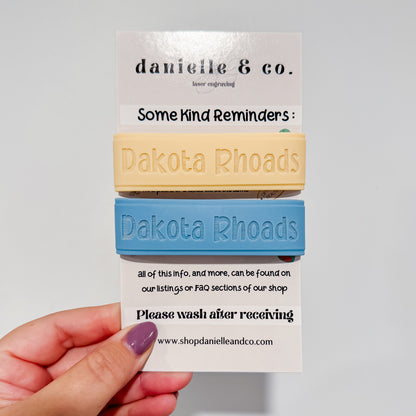 danielle & co.
laser engraving
Some Kind Reminders:
Dakota Rhoads
Dakota Rhoads
all of this info, and more, can be found on
our listings or FAQ sections of our shop
Please wash after receiving
www.shopdanielleandco.com